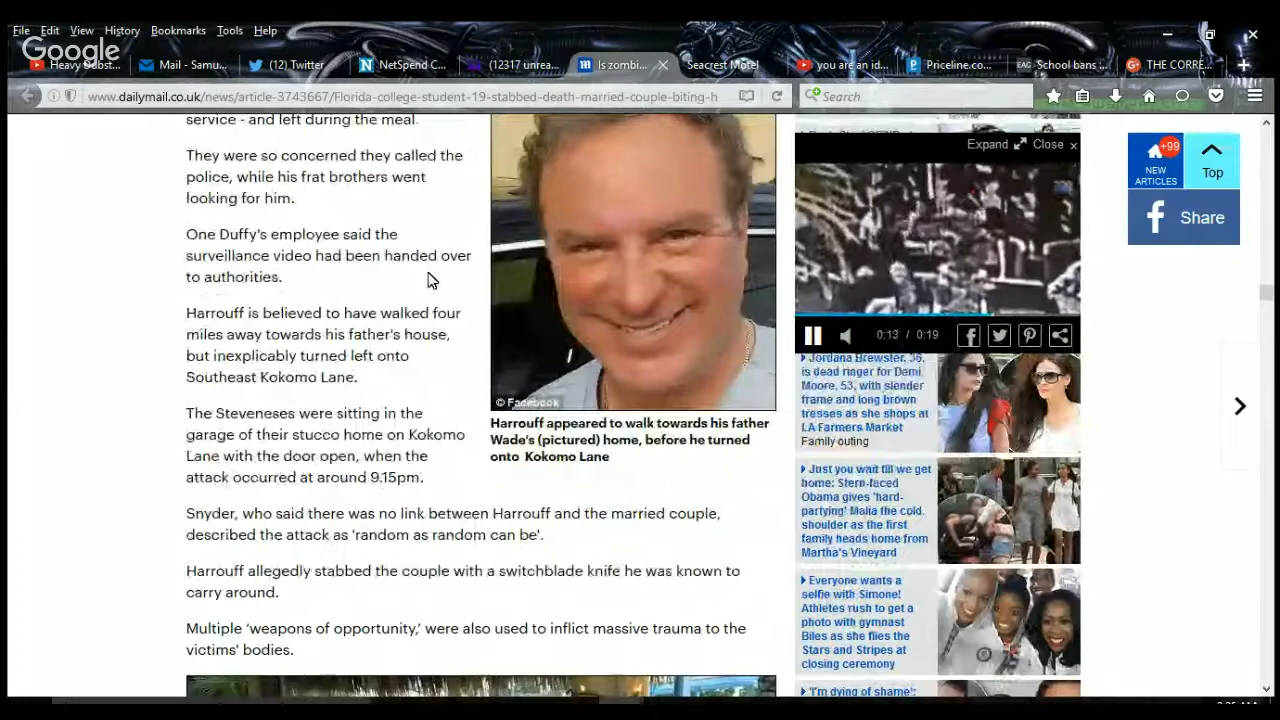 File Edit View History Bookmarks Tools Help
Google
Heavy Dubst... Mail - Samu... (12) Twitter NetSpend C... (12317 unrea... Is zombi... Seacrest Motel you are an id... Priceline.co... EAG School bans ... THE CORRE...
www.dailymail.co.uk/news/article-3743667/Florida-college-student-19-stabbed-death-married-couple-biting-h
Search
service - and left during the meal.
They were so concerned they called the
police, while his frat brothers went
looking for him.
One Duffy's employee said the
surveillance video had been handed over
to authorities.
Harrouff is believed to have walked four
miles away towards his father's house,
but inexplicably turned left onto
Southeast Kokomo Lane.
The Steveneses were sitting in the
garage of their stucco home on Kokomo
Lane with the door open, when the
attack occurred at around 9.15pm.
© Facebook
Harrouff appeared to walk towards his father
Wade's (pictured) home, before he turned
onto Kokomo Lane
Snyder, who said there was no link between Harrouff and the married couple,
described the attack as 'random as random can be'.
Harrouff allegedly stabbed the couple with a switchblade knife he was known to
carry around.
Multiple 'weapons of opportunity,' were also used to inflict massive trauma to the
victims' bodies.
Expand Close
0:13 / 0:19
Jordana Brewster, 36,
is dead ringer for Demi
Moore, 53, with slender
frame and long brown
tresses as she shops at
LA Farmers Market
Family outing
Just you wait till we get
home: Stern-faced
Obama gives 'hard-
partying' Malia the cold
shoulder as the first
family heads home from
Martha's Vineyard
Everyone wants a
selfie with Simone!
Athletes rush to get a
photo with gymnast
Biles as she flies the
Stars and Stripes at
closing ceremony
'I'm dying of shame':
+99
NEW
ARTICLES
Top
Share